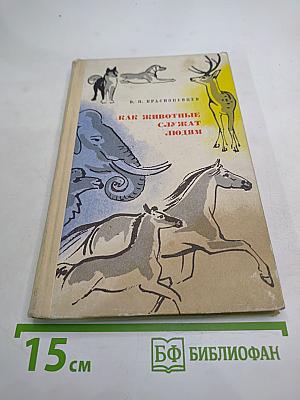 В. П. КРАСНОПЕВЦЕВ
КАК ЖИВОТНЫЕ
СЛУЖАТ
ЛЮДЯМ
15 см
БФ БИБЛИОФАН